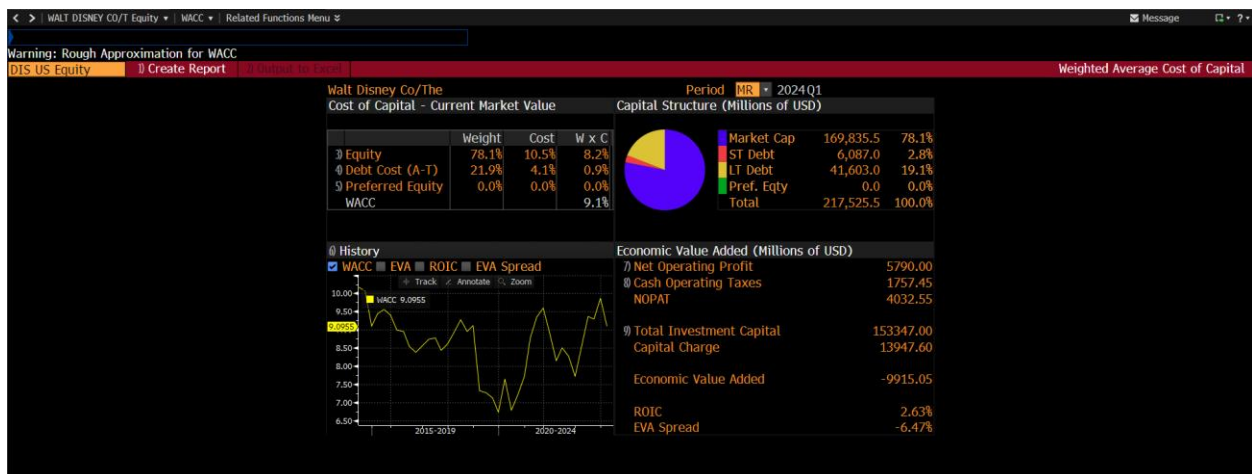 < > | WALT DISNEY CO/T Equity ▾ | WACC ▾ | Related Functions Menu
Message ?
Warning: Rough Approximation for WACC
DIS US Equity 1) Create Report 2) Output to Excel Weighted Average Cost of Capital
Walt Disney Co/The Period MR 2024 Q1
Cost of Capital - Current Market Value Capital Structure (Millions of USD)
Weight Cost W x C Market Cap 169,835.5 78.1%
3) Equity 78.1% 10.5% 8.2% ST Debt 6,087.0 2.8%
4) Debt Cost (A-T) 21.9% 4.1% 0.9% LT Debt 41,603.0 19.1%
5) Preferred Equity 0.0% 0.0% 0.0% Pref. Eqty 0.0 0.0%
WACC 9.1% Total 217,525.5 100.0%
6) History Economic Value Added (Millions of USD)
WACC EVA ROIC EVA Spread 7) Net Operating Profit 5790.00
Track Annotate Zoom 8) Cash Operating Taxes 1757.45
10.00 WACC 9.0955 NOPAT 4032.55
9.50
9.0955 9) Total Investment Capital 153347.00
8.50 Capital Charge 13947.60
8.00
7.50 Economic Value Added -9915.05
7.00
6.50 ROIC 2.63%
2015-2019 2020-2024 EVA Spread -6.47%